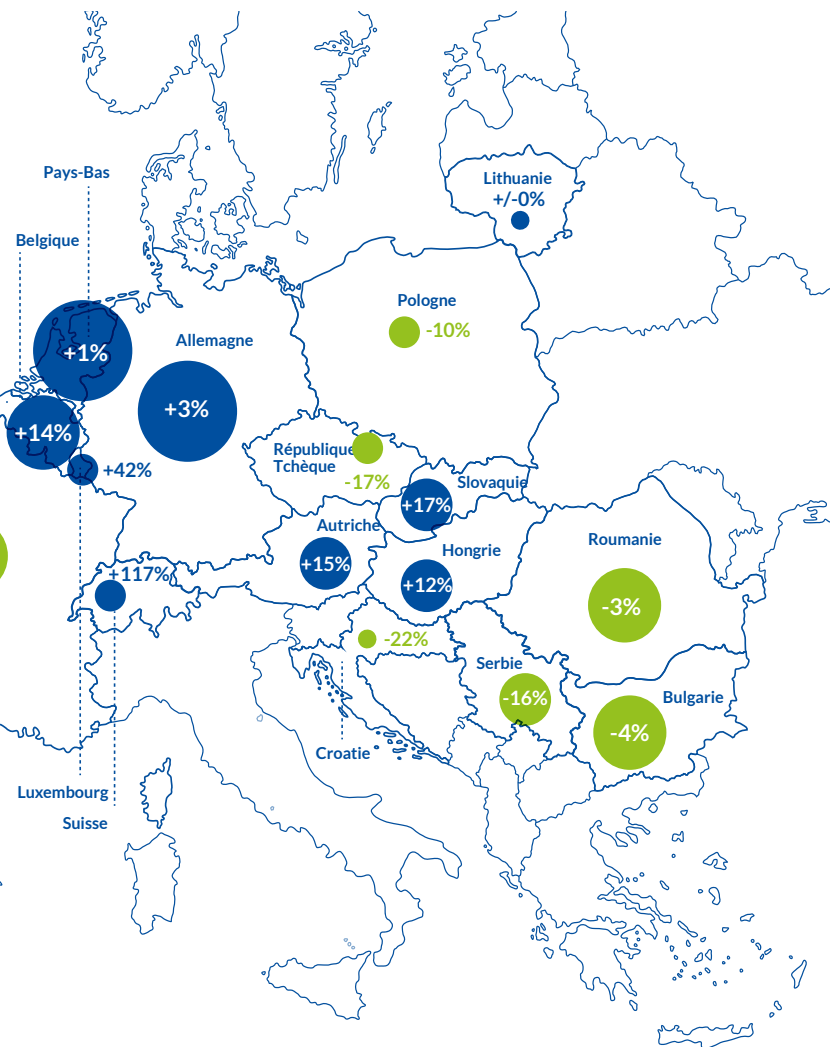 Pays-Bas
Lithuanie
+/-0%
Belgique
Pologne
-10%
Allemagne
+1%
+3%
+14%
République
Tchèque
+42%
-17%
Slovaquie
+17%
Autriche
Roumanie
Hongrie
+15%
+117%
+12%
-3%
-22%
Serbie
-16%
Bulgarie
-4%
Croatie
Luxembourg
Suisse